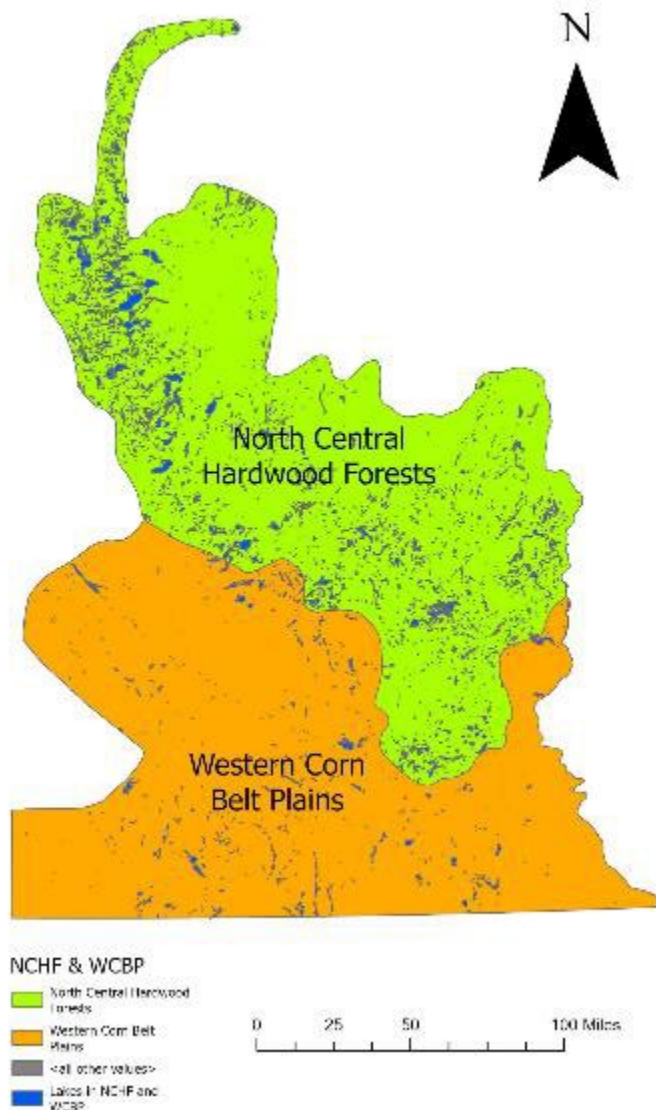 N
North Central
Hardwood Forests
Western Corn
Belt Plains
NCHF & WCBP
North Central Hardwood
Forests
Western Corn Belt
Plains
<all other values>
Lakes in NCHF and
WCBP
0 25 50 100 Miles